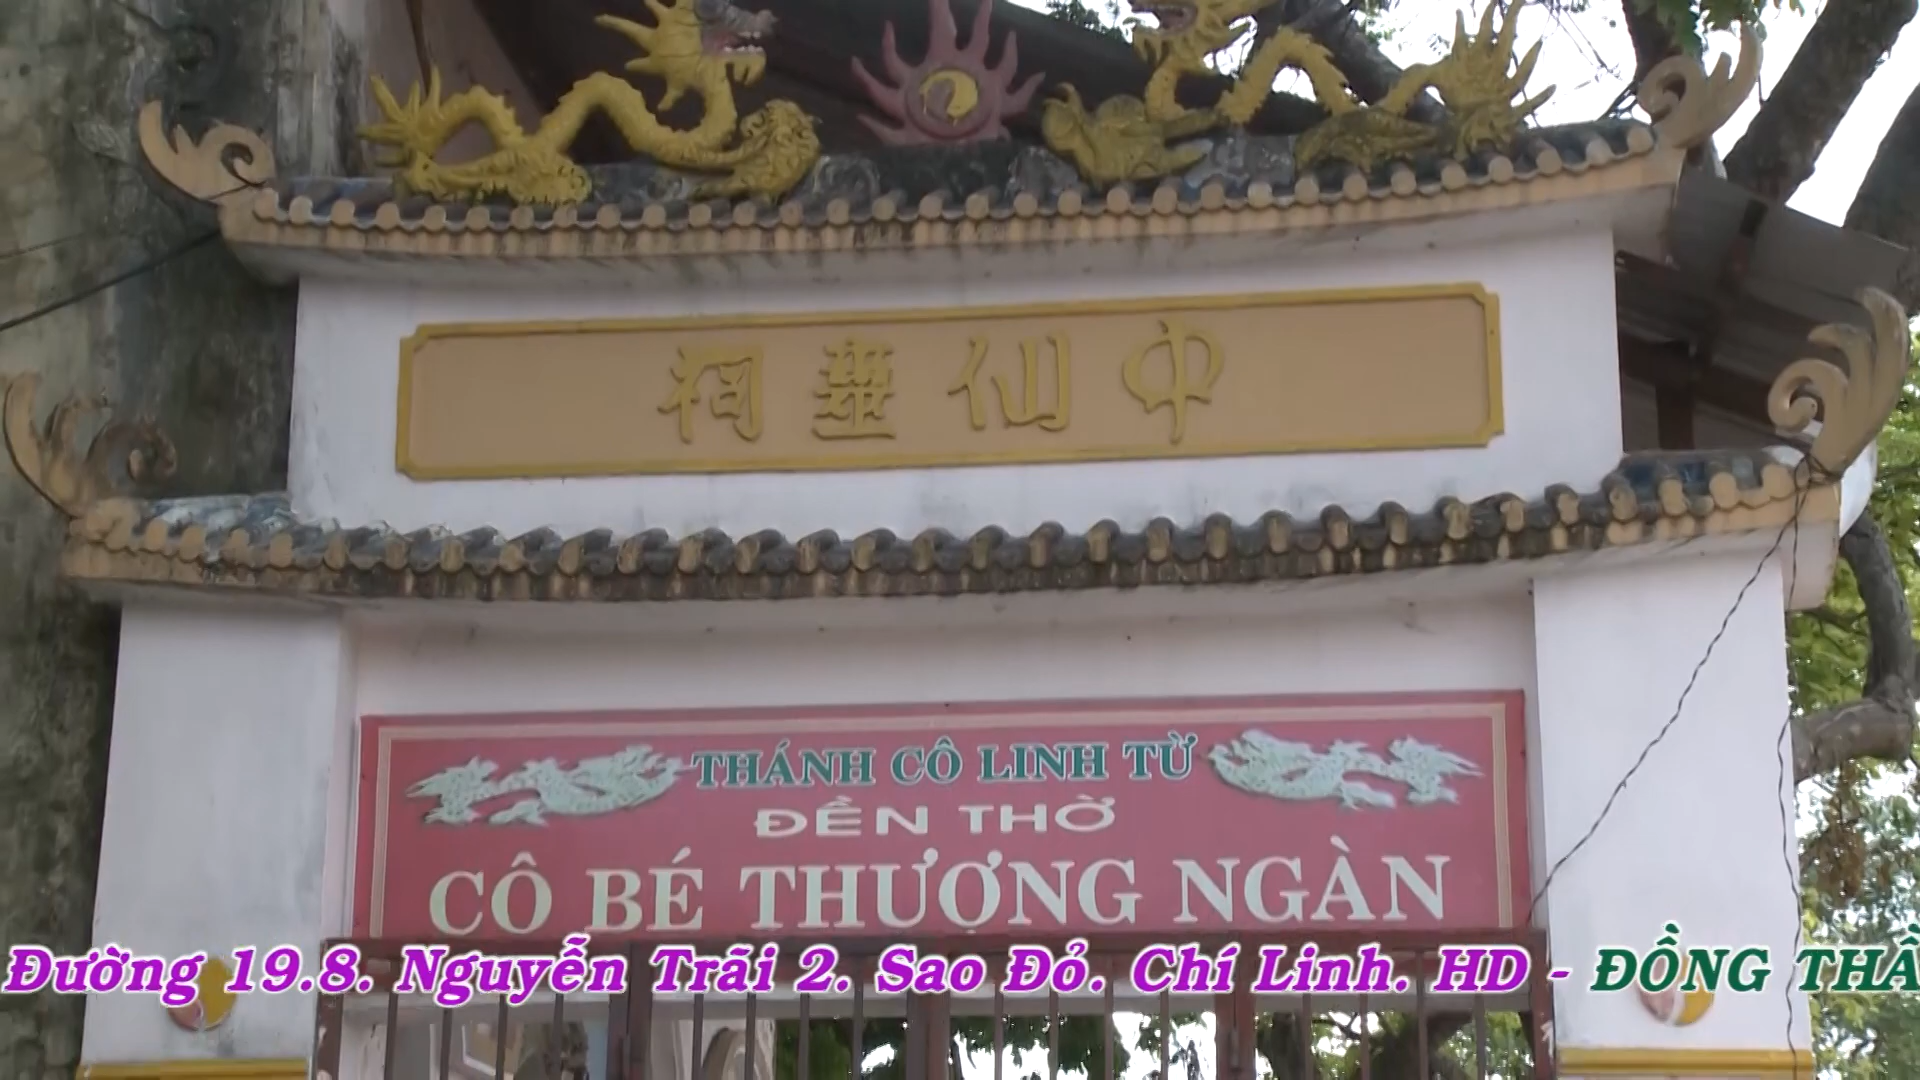 祠靈仙中
THÁNH CÔ LINH TỪ
ĐỀN THỜ
CÔ BÉ THƯỢNG NGÀN
Đường 19.8. Nguyễn Trãi 2. Sao Đỏ. Chí Linh. HD - ĐỒNG THẦ